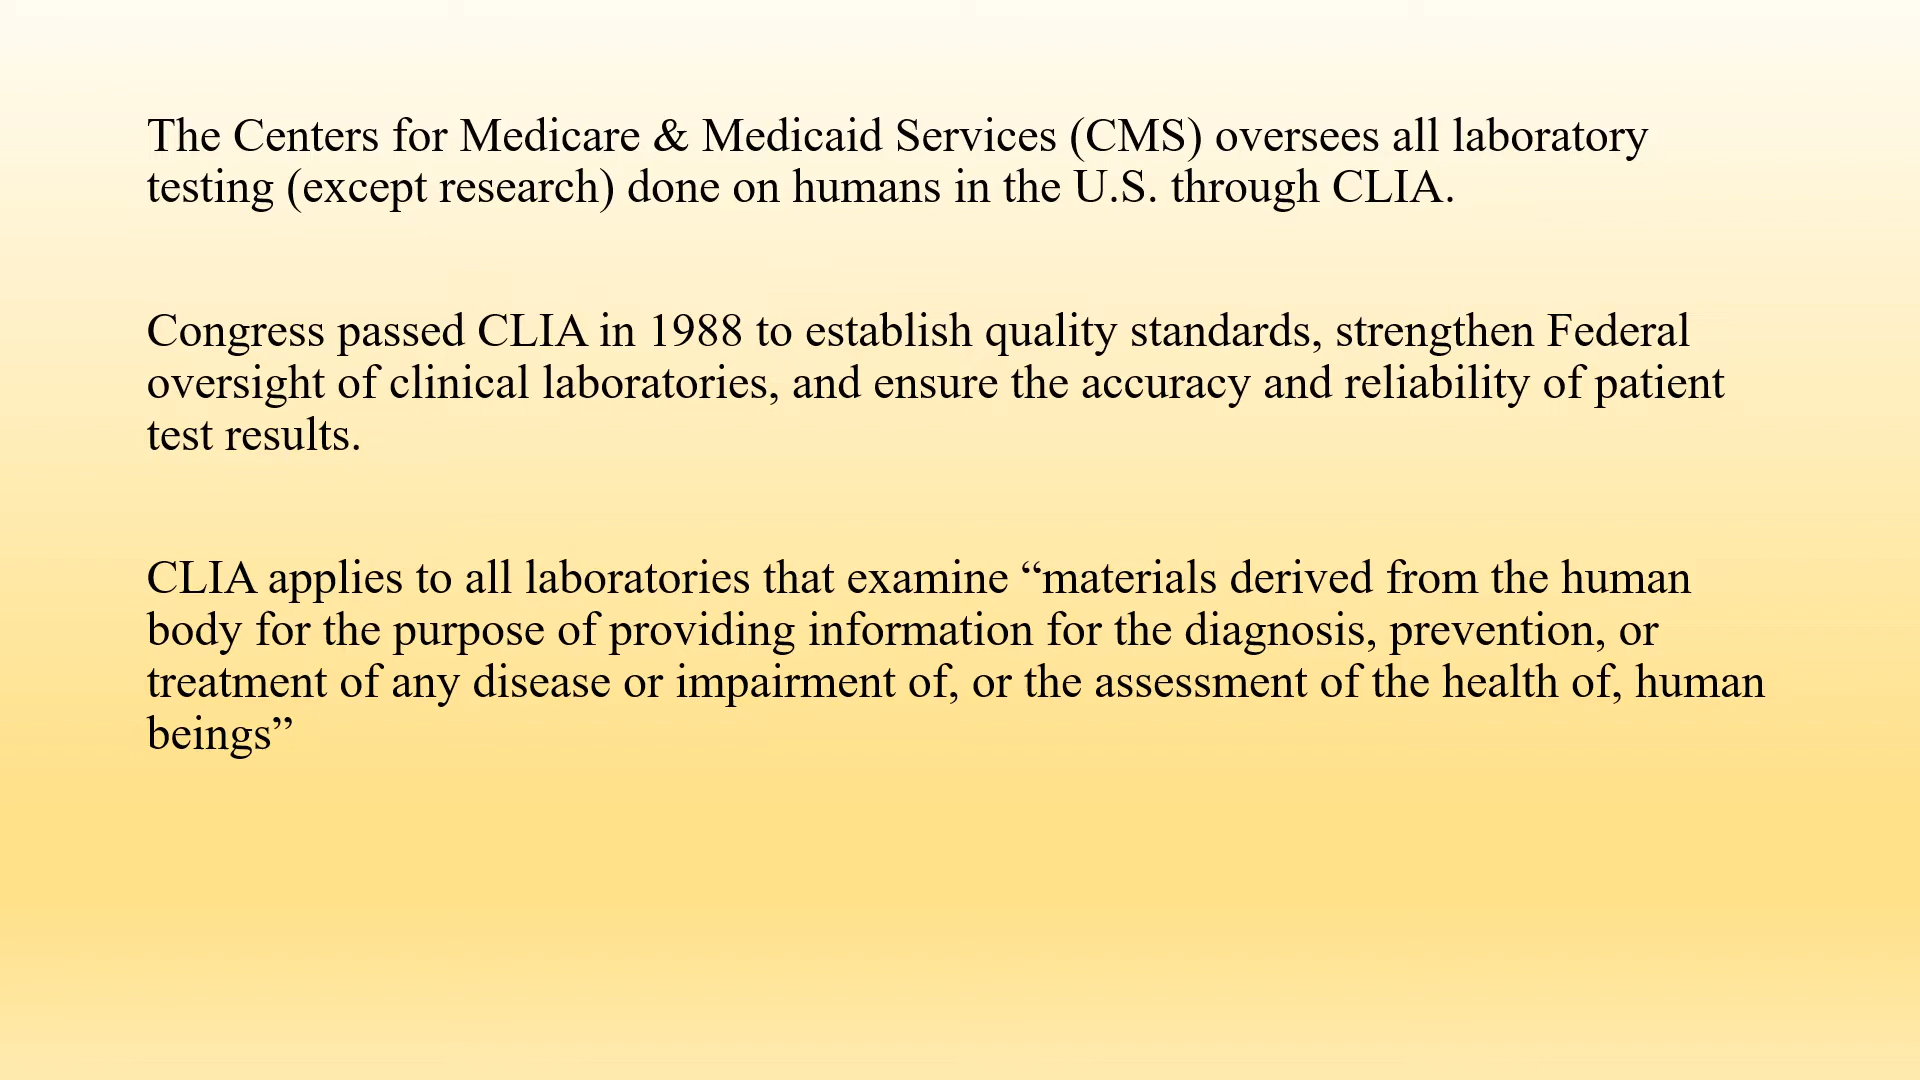 The Centers for Medicare & Medicaid Services (CMS) oversees all laboratory
testing (except research) done on humans in the U.S. through CLIA.
Congress passed CLIA in 1988 to establish quality standards, strengthen Federal
oversight of clinical laboratories, and ensure the accuracy and reliability of patient
test results.
CLIA applies to all laboratories that examine “materials derived from the human
body for the purpose of providing information for the diagnosis, prevention, or
treatment of any disease or impairment of, or the assessment of the health of, human
beings”